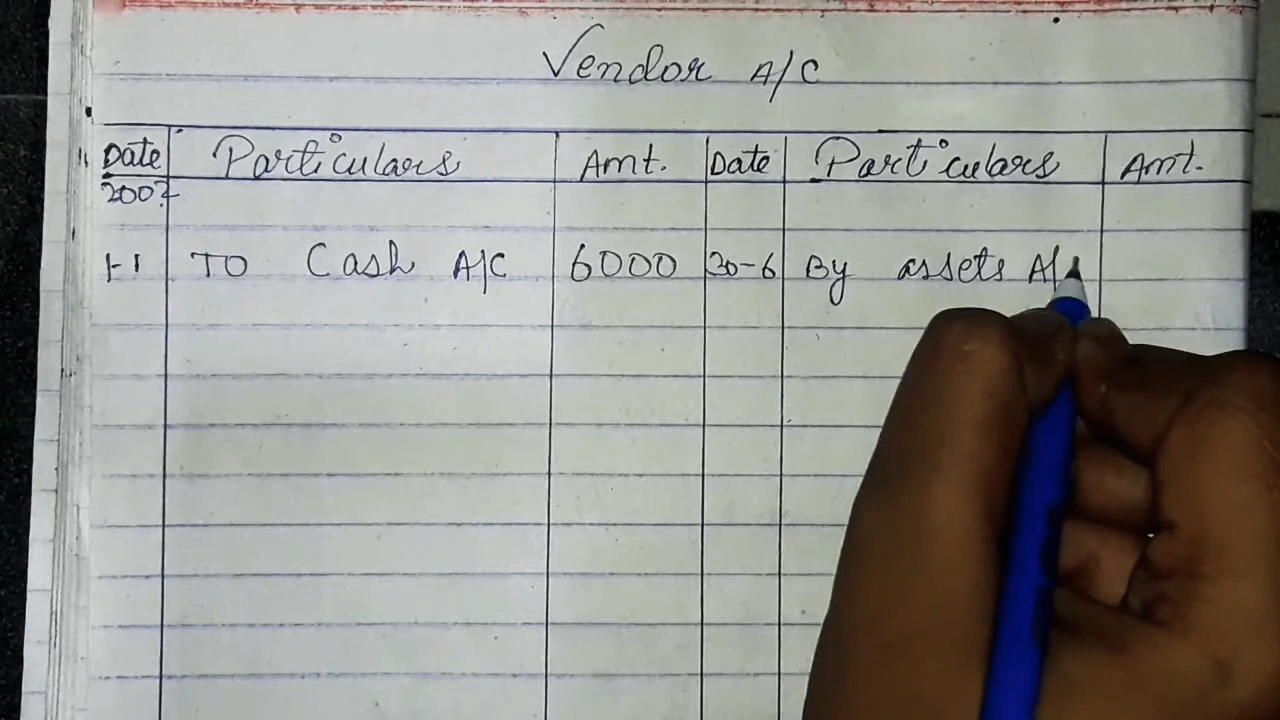 Vendor A/C
Date Particulars Amt. Date Particulars Amt.
2007
1-1 TO Cash A/C 6000 30-6 By assets A/